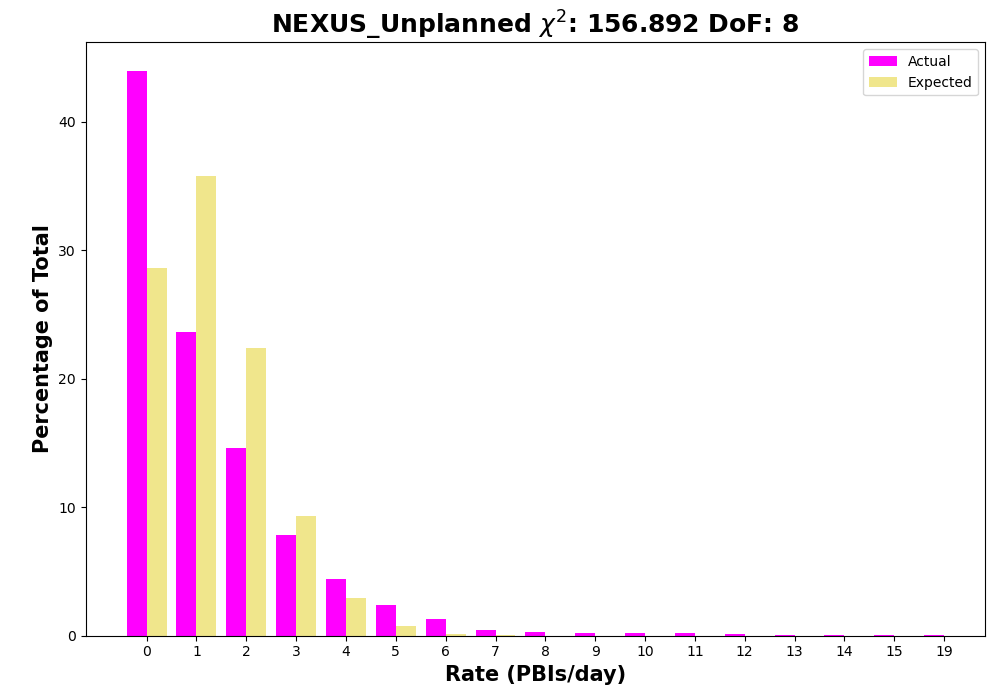 NEXUS_Unplanned χ²: 156.892 DoF: 8
Actual
Expected
Percentage of Total
40
30
20
10
0
0 1 2 3 4 5 6 7 8 9 10 11 12 13 14 15 19
Rate (PBIs/day)